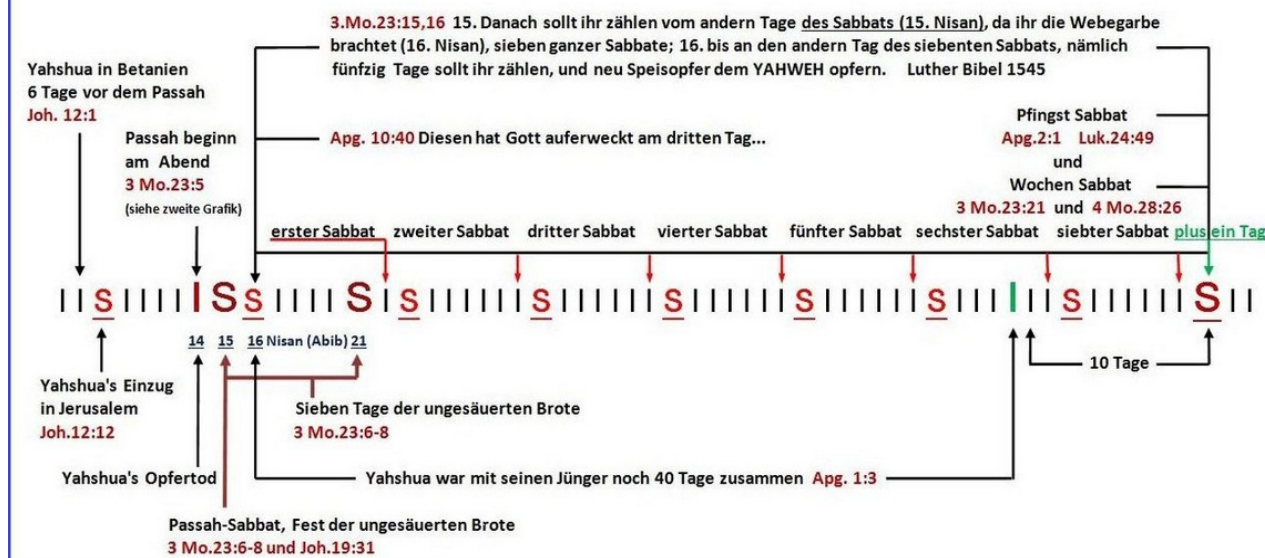 3.Mo.23:15,16 15. Danach sollt ihr zählen vom andern Tage des Sabbats (15. Nisan), da ihr die Webegarbe
brachtet (16. Nisan), sieben ganzer Sabbate; 16. bis an den andern Tag des siebenten Sabbats, nämlich
fünfzig Tage sollt ihr zählen, und neu Speisopfer dem YAHWEH opfern. Luther Bibel 1545
Yahshua in Betanien
6 Tage vor dem Passah
Joh. 12:1
Passah beginn
am Abend
3 Mo.23:5
(siehe zweite Grafik)
Apg. 10:40 Diesen hat Gott auferweckt am dritten Tag...
Pfingst Sabbat
Apg.2:1 Luk.24:49
und
Wochen Sabbat
3 Mo.23:21 und 4 Mo.28:26
erster Sabbat zweiter Sabbat dritter Sabbat vierter Sabbat fünfter Sabbat sechster Sabbat siebter Sabbat plus ein Tag
I I S I I I I I S S I I I I S S I I I I I I S I I I I I I S I I I I I I S I I I I I I S I I I I I I S I I I I I I S I I
14 15 16 Nisan (Abib) 21
10 Tage
Yahshua's Einzug
in Jerusalem
Joh.12:12
Sieben Tage der ungesäuerten Brote
3 Mo.23:6-8
Yahshua's Opfertod
Yahshua war mit seinen Jünger noch 40 Tage zusammen Apg. 1:3
Passah-Sabbat, Fest der ungesäuerten Brote
3 Mo.23:6-8 und Joh.19:31